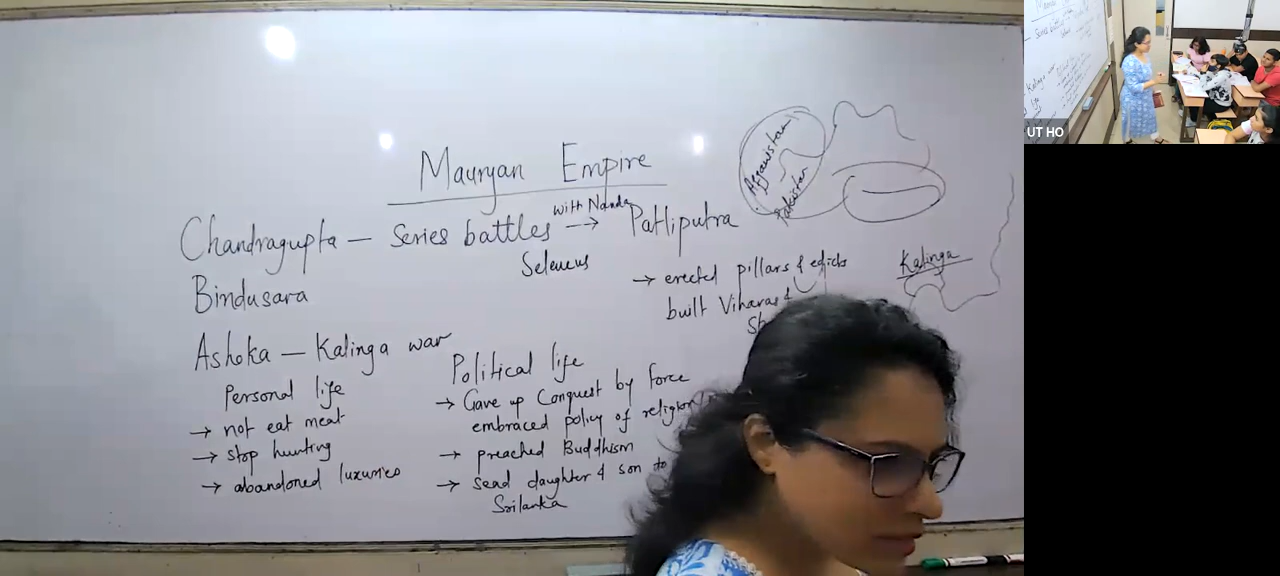 Mauryan Empire
Chandragupta — Series battles with Nanda → Patliputra
Seleucus
Bindusara
→ erected pillars & edicts
built Viharas &
Ashoka — Kalinga war
Personal life
→ not eat meat
→ stop hunting
→ abandoned luxuries
Political life
→ Gave up Conquest by force
embraced policy of religion
→ preached Buddhism
→ send daughter & son to
Srilanka
Afgawistan
Pakistan
Kalinga
UT HO